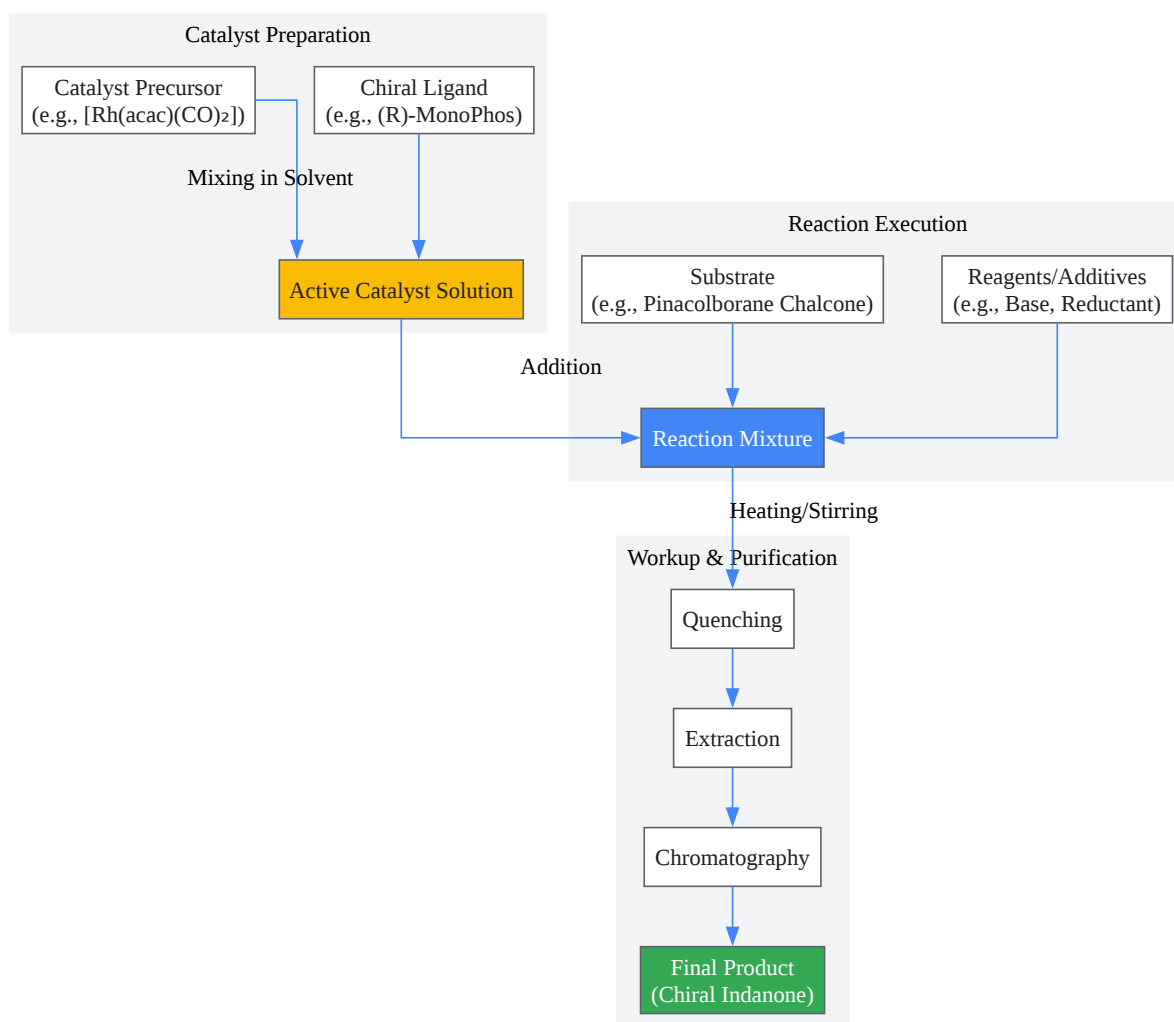 Catalyst Preparation
Catalyst Precursor
(e.g., [Rh(acac)(CO)₂])
Chiral Ligand
(e.g., (R)-MonoPhos)
Mixing in Solvent
Active Catalyst Solution
Reaction Execution
Substrate
(e.g., Pinacolborane Chalcone)
Reagents/Additives
(e.g., Base, Reductant)
Addition
Reaction Mixture
Heating/Stirring
Workup & Purification
Quenching
Extraction
Chromatography
Final Product
(Chiral Indanone)